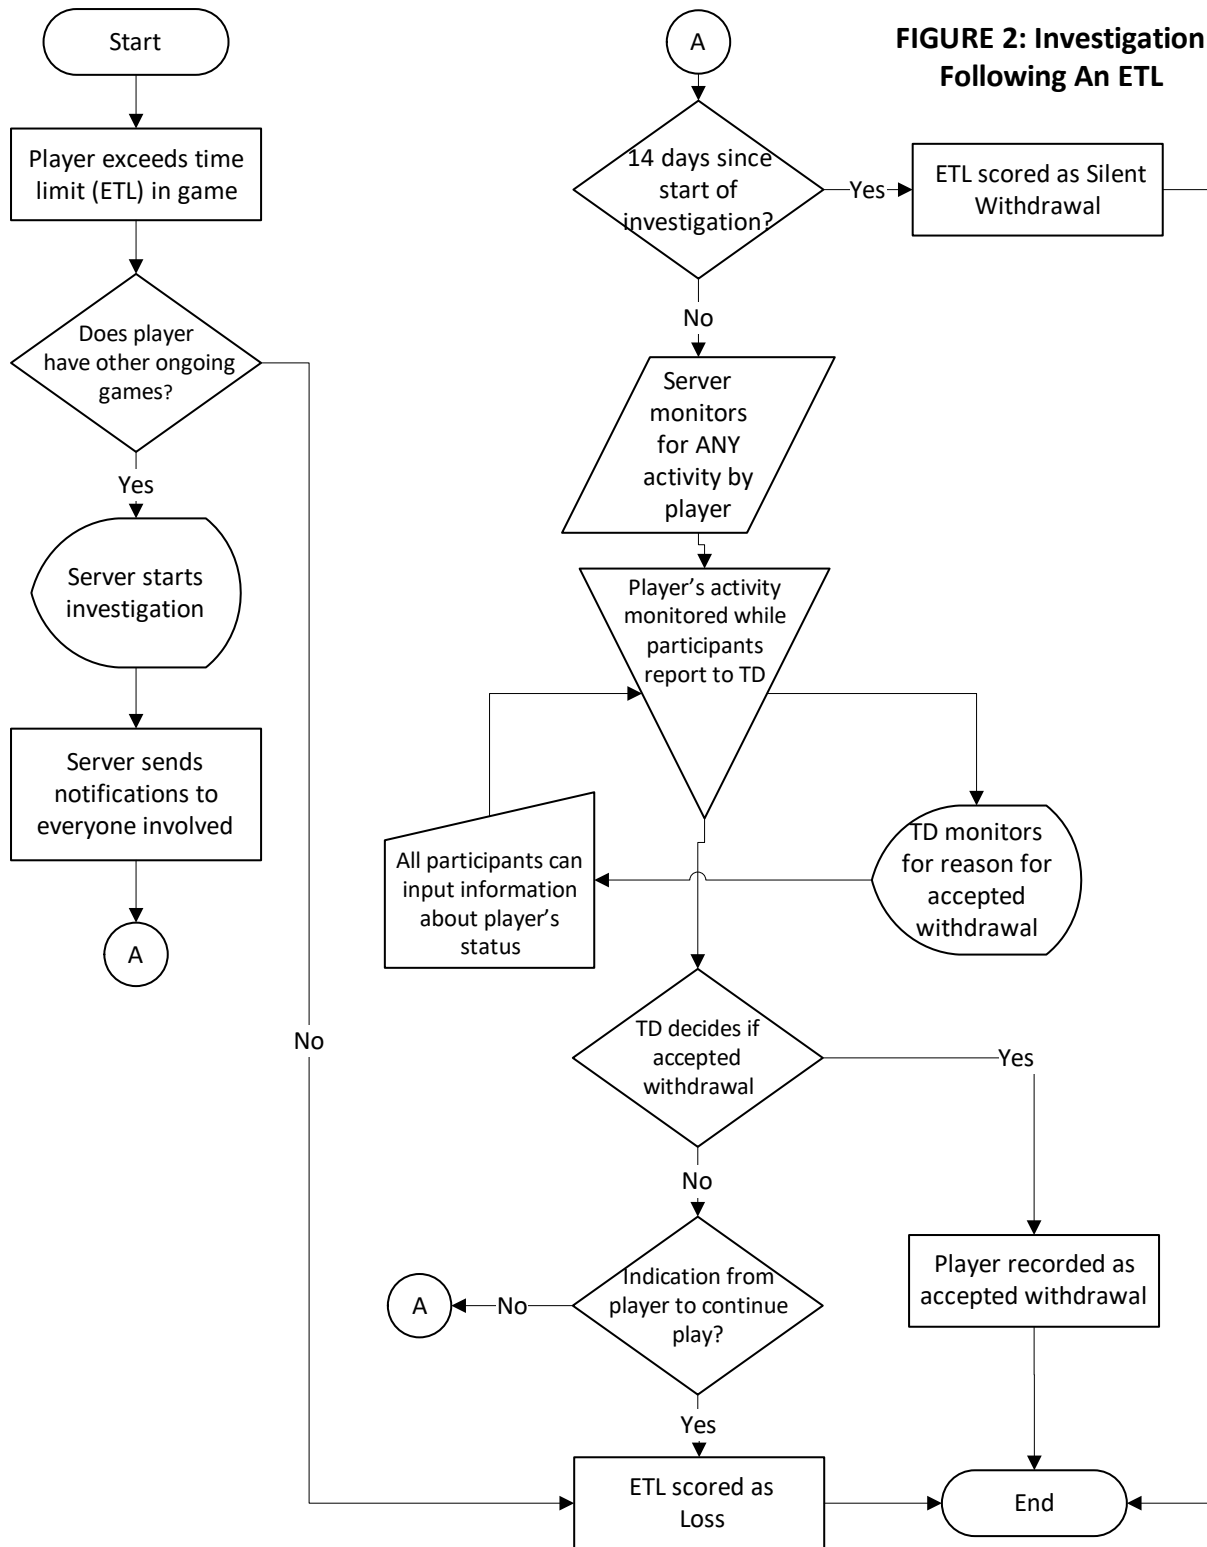 FIGURE 2: Investigation
Following An ETL
Start
Player exceeds time
limit (ETL) in game
Does player
have other ongoing
games?
Yes
Server starts
investigation
Server sends
notifications to
everyone involved
A
No
A
14 days since
start of
investigation?
Yes
ETL scored as Silent
Withdrawal
No
Server
monitors
for ANY
activity by
player
Player’s activity
monitored while
participants
report to TD
TD monitors
for reason for
accepted
withdrawal
All participants can
input information
about player’s
status
TD decides if
accepted
withdrawal
Yes
Player recorded as
accepted withdrawal
No
Indication from
player to continue
play?
No
A
Yes
ETL scored as
Loss
End